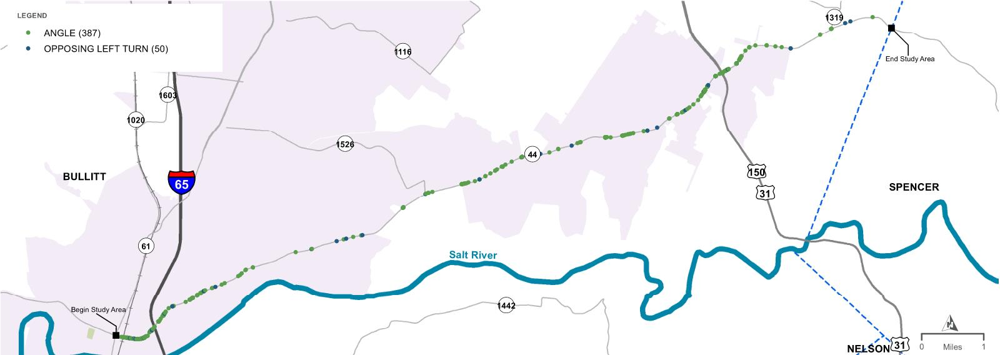 LEGEND
ANGLE (387)
OPPOSING LEFT TURN (50)
1319
End Study Area
1116
1603
1020
1526
44
BULLITT
65
150
31
SPENCER
61
Salt River
1442
Begin Study Area
N
0 Miles 1
NELSON 31